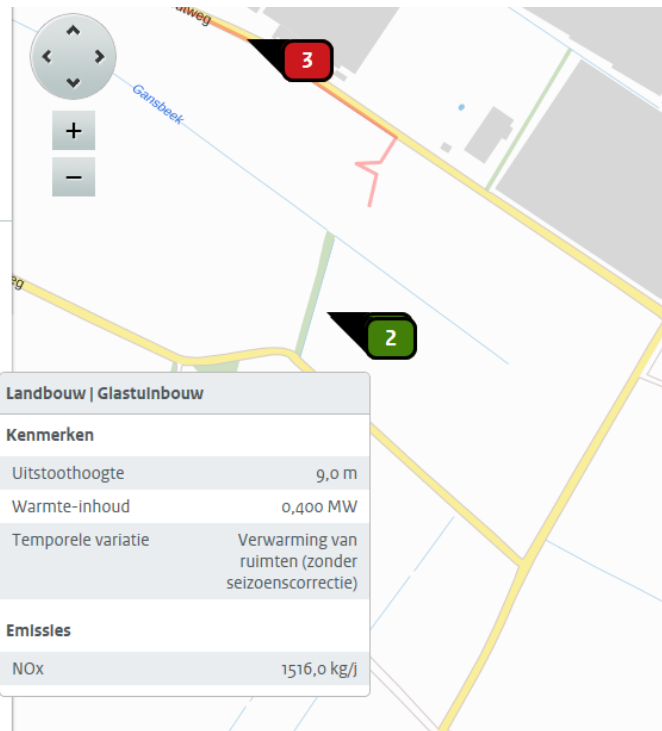 3
Gansbeek
+
−
2
Landbouw | Glastuinbouw
Kenmerken
Uitstoothoogte 9,0 m
Warmte-inhoud 0,400 MW
Temporele variatie Verwarming van
ruimten (zonder
seizoenscorrectie)
Emissies
NOx 1516,0 kg/j